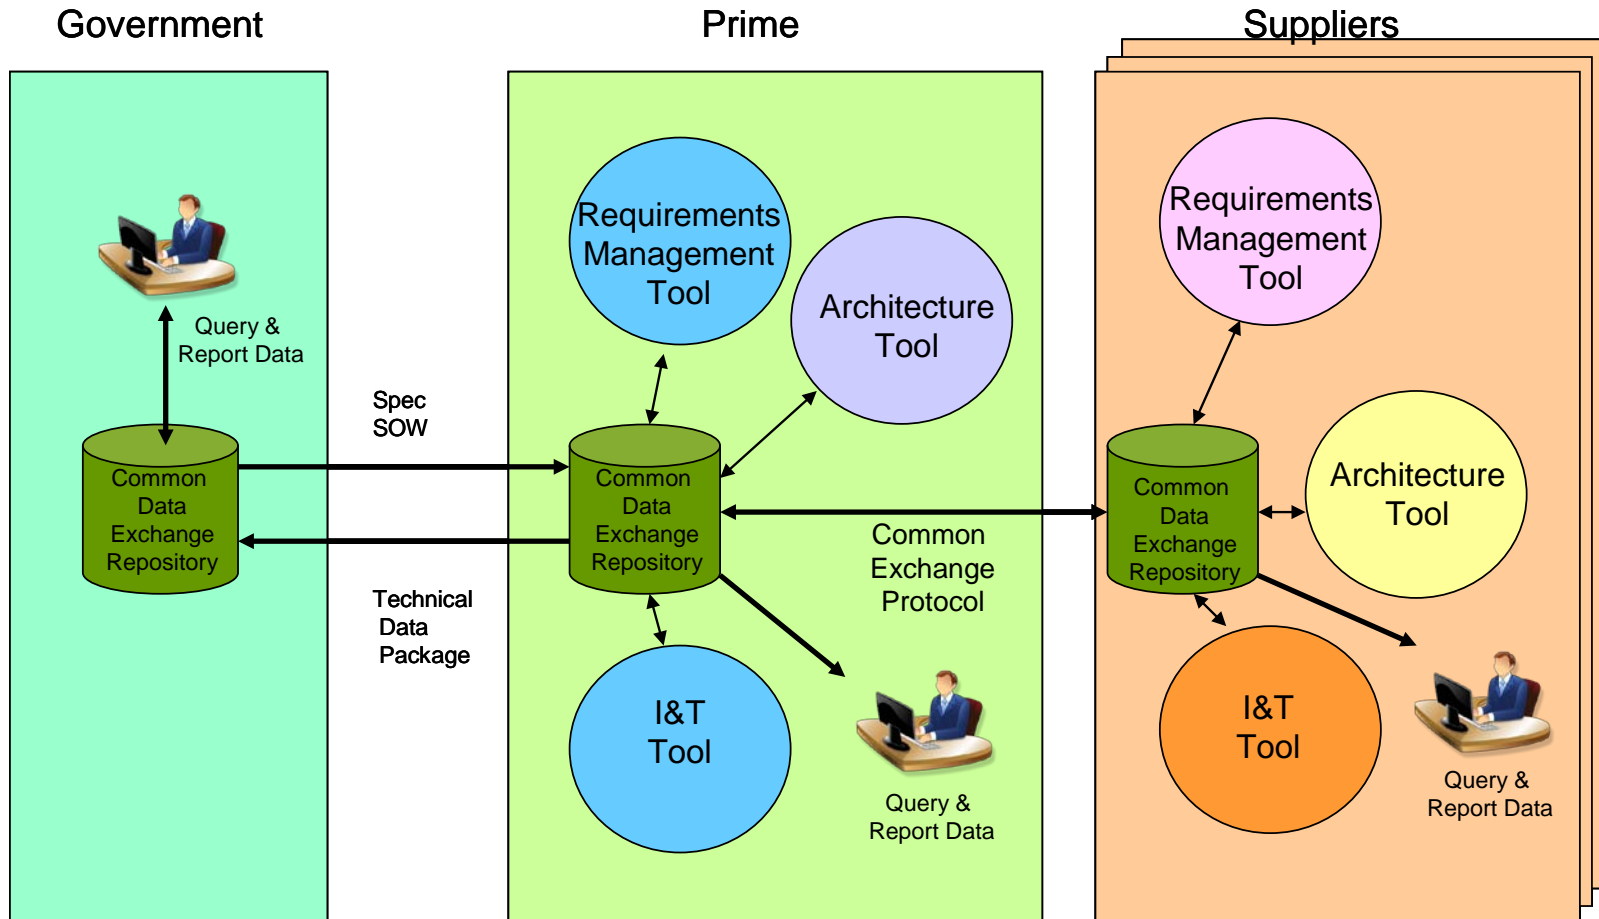 Government
Prime
Suppliers
Query &
Report Data
Common
Data
Exchange
Repository
Spec
SOW
Technical
Data
Package
Requirements
Management
Tool
Architecture
Tool
Common
Data
Exchange
Repository
I&T
Tool
Query &
Report Data
Common
Exchange
Protocol
Requirements
Management
Tool
Common
Data
Exchange
Repository
Architecture
Tool
I&T
Tool
Query &
Report Data